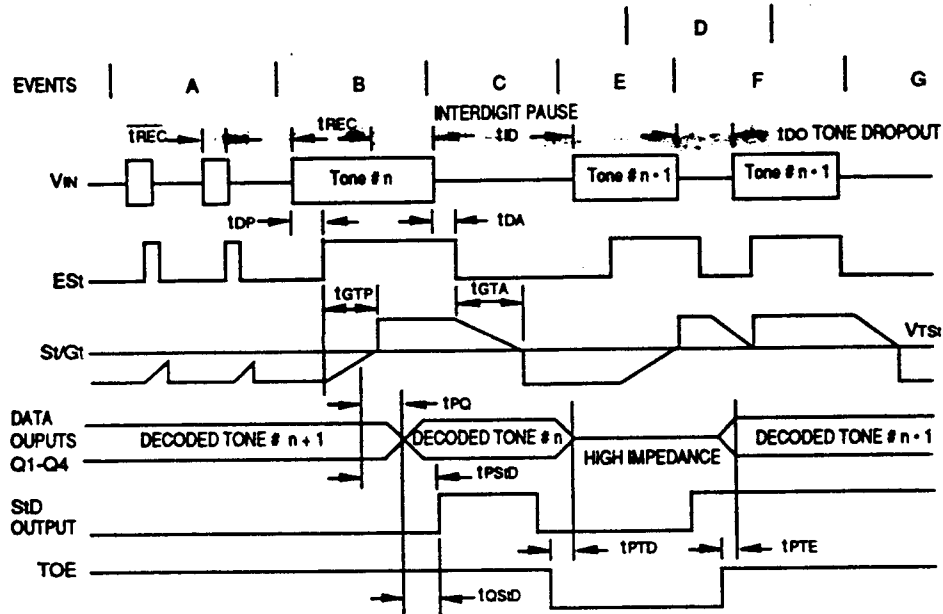 D
EVENTS A B C E F G
INTERDIGIT PAUSE
tREC tREC tID tDO TONE DROPOUT
VIN Tone # n Tone # n • 1 Tone # n • 1
tDP tDA
ESt
tGTP tGTA
VTSt
St/Gt
tPQ
DATA
OUPUTS
Q1-Q4
DECODED TONE # n + 1 DECODED TONE # n HIGH IMPEDANCE DECODED TONE # n • 1
tPStD
StD
OUTPUT
tPTD tPTE
TOE
tQStD